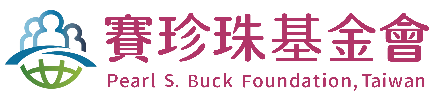 賽珍珠基金會
Pearl S. Buck Foundation, Taiwan